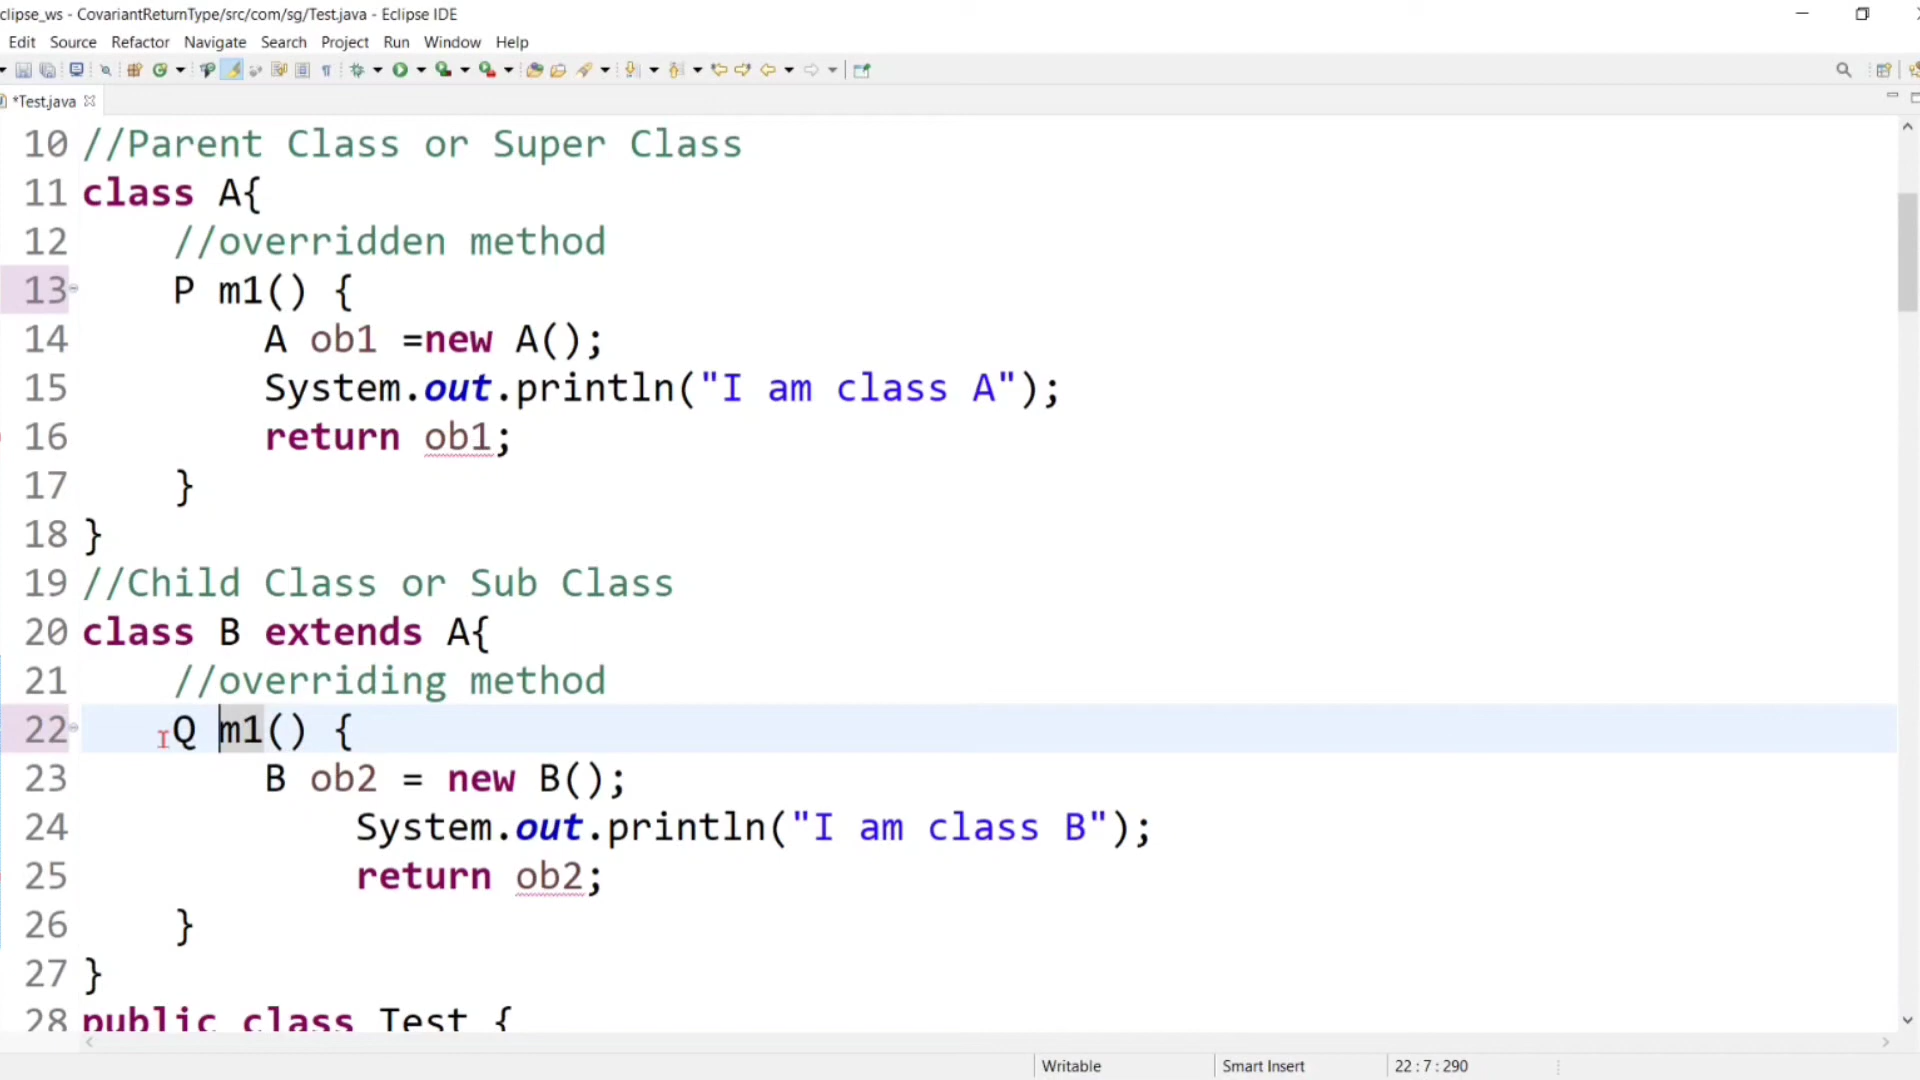 clipse_ws - CovariantReturnType/src/com/sg/Test.java - Eclipse IDE
Edit Source Refactor Navigate Search Project Run Window Help
*Test.java
10 //Parent Class or Super Class
11 class A{
12 //overridden method
13 P m1() {
14 A ob1 =new A();
15 System.out.println("I am class A");
16 return ob1;
17 }
18 }
19 //Child Class or Sub Class
20 class B extends A{
21 //overriding method
22 Q m1() {
23 B ob2 = new B();
24 System.out.println("I am class B");
25 return ob2;
26 }
27 }
28 public class Test {
Writable Smart Insert 22 : 7 : 290